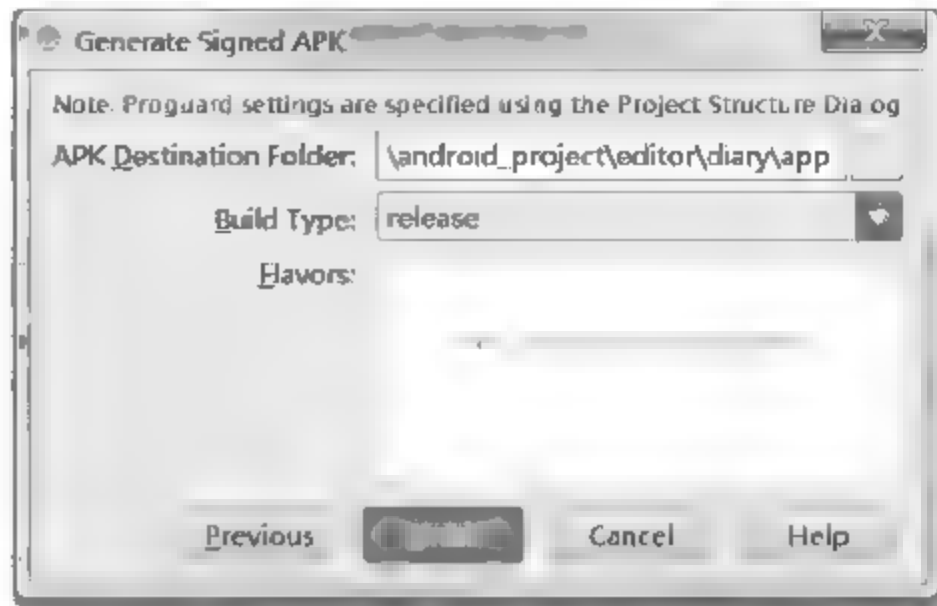 Generate Signed APK
Note. Proguard settings are specified using the Project Structure Dialog
APK Destination Folder: \android_project\editor\diary\app
Build Type: release
Flavors:
Previous Cancel Help